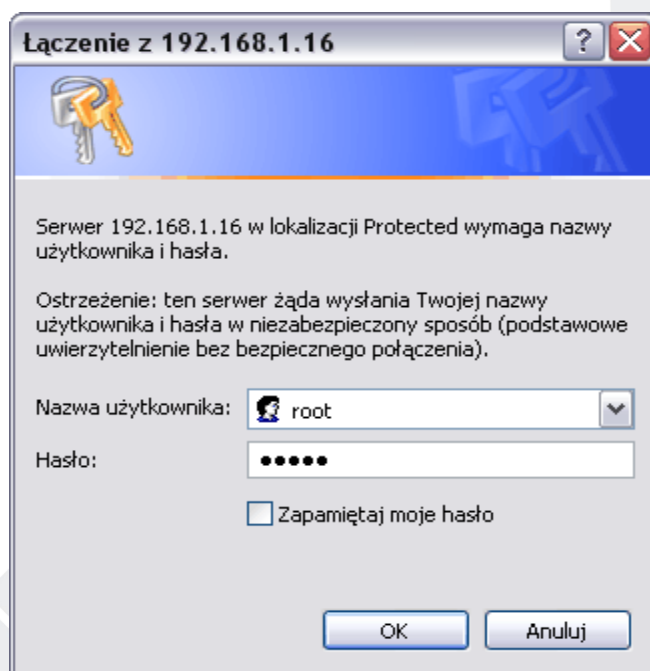 Łączenie z 192.168.1.16
Serwer 192.168.1.16 w lokalizacji Protected wymaga nazwy
użytkownika i hasła.
Ostrzeżenie: ten serwer żąda wysłania Twojej nazwy
użytkownika i hasła w niezabezpieczony sposób (podstawowe
uwierzytelnienie bez bezpiecznego połączenia).
Nazwa użytkownika: root
Hasło: •••••
Zapamiętaj moje hasło
OK Anuluj